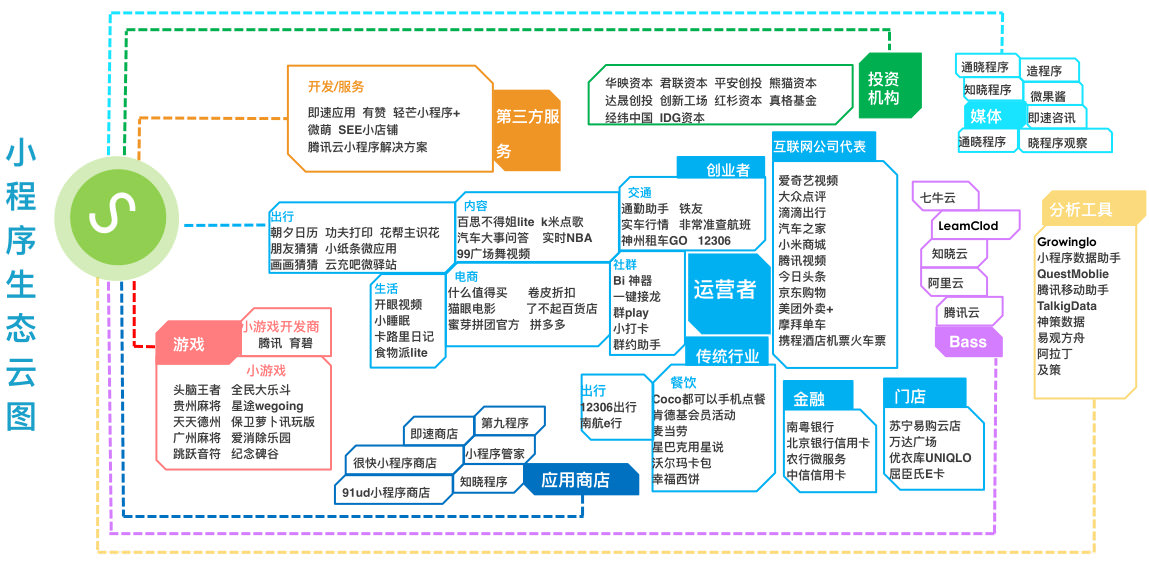 小程序生态云图
开发/服务
即速应用 有赞 轻芒小程序+
微萌 SEE小店铺
腾讯云小程序解决方案
第三方服
务
华映资本 君联资本 平安创投 熊猫资本
达晟创投 创新工场 红杉资本 真格基金
经纬中国 IDG资本
投资
机构
通晓程序
造程序
知晓程序
微果酱
媒体
即速咨讯
通晓程序
晓程序观察
出行
朝夕日历 功夫打印 花帮主识花
朋友猜猜 小纸条微应用
画画猜猜 云充吧微驿站
内容
百思不得姐lite k米点歌
汽车大事问答 实时NBA
99广场舞视频
创业者
交通
通勤助手 铁友
实车行情 非常准查航班
神州租车GO 12306
生活
开眼视频
小睡眠
卡路里日记
食物派lite
电商
什么值得买 卷皮折扣
猫眼电影 了不起百货店
蜜芽拼团官方 拼多多
社群
Bi 神器
一键接龙
群play
小打卡
群约助手
运营者
互联网公司代表
爱奇艺视频
大众点评
滴滴出行
汽车之家
小米商城
腾讯视频
今日头条
京东购物
美团外卖+
摩拜单车
携程酒店机票火车票
传统行业
出行
12306出行
南航e行
餐饮
Coco都可以手机点餐
肯德基会员活动
麦当劳
星巴克用星说
沃尔玛卡包
幸福西饼
金融
南粤银行
北京银行信用卡
农行微服务
中信信用卡
门店
苏宁易购云店
万达广场
优衣库UNIQLO
屈臣氏E卡
七牛云
LeamClod
知晓云
阿里云
腾讯云
Bass
分析工具
Growinglo
小程序数据助手
QuestMoblie
腾讯移动助手
TalkigData
神策数据
易观方舟
阿拉丁
及策
游戏
小游戏开发商
腾讯 育碧
小游戏
头脑王者 全民大乐斗
贵州麻将 星途wegoing
天天德州 保卫萝卜讯玩版
广州麻将 爱消除乐园
跳跃音符 纪念碑谷
即速商店
第九程序
很快小程序商店
小程序管家
91ud小程序商店
知晓程序
应用商店